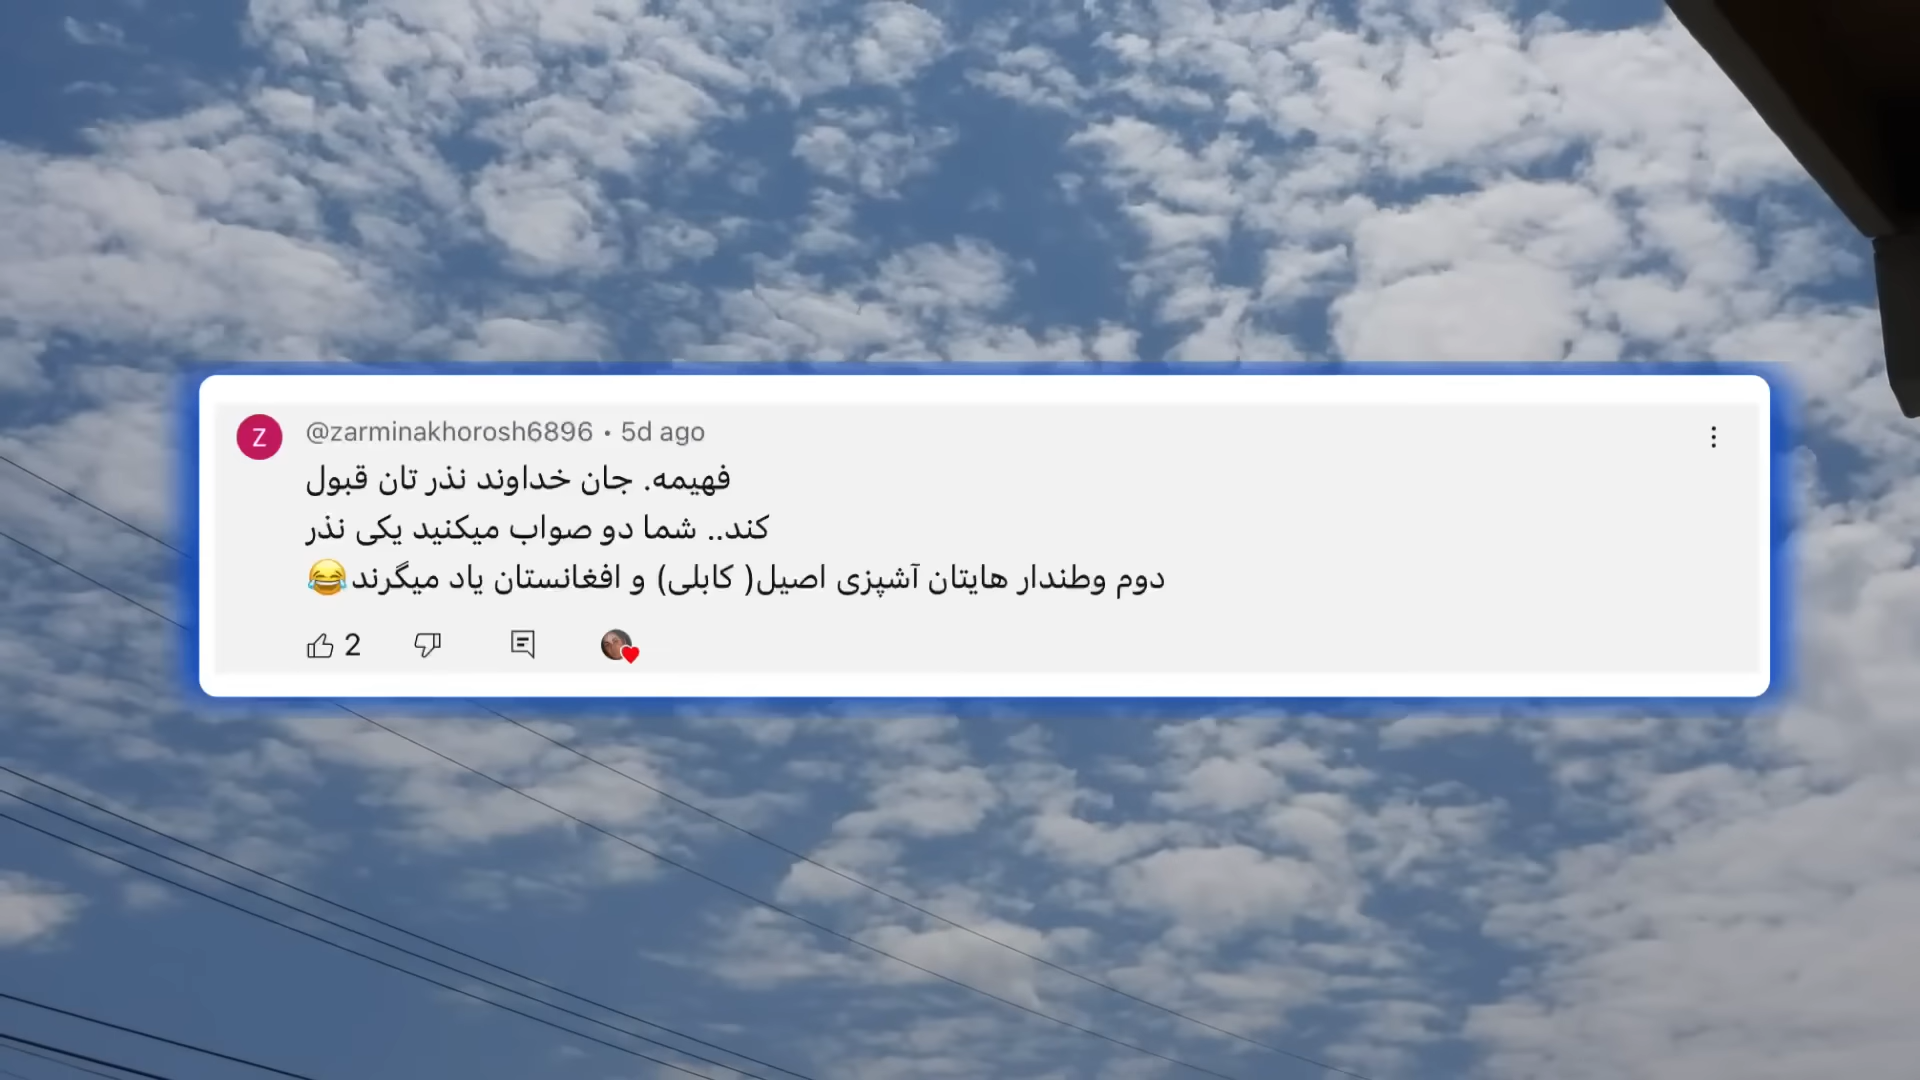 Z
@zarminakhorosh6896 • 5d ago
فهیمه. جان خداوند نذر تان قبول
کند.. شما دو صواب میکنید یکی نذر
دوم وطندار هایتان آشپزی اصیل( کابلی) و افغانستان یاد میگرند😂
2